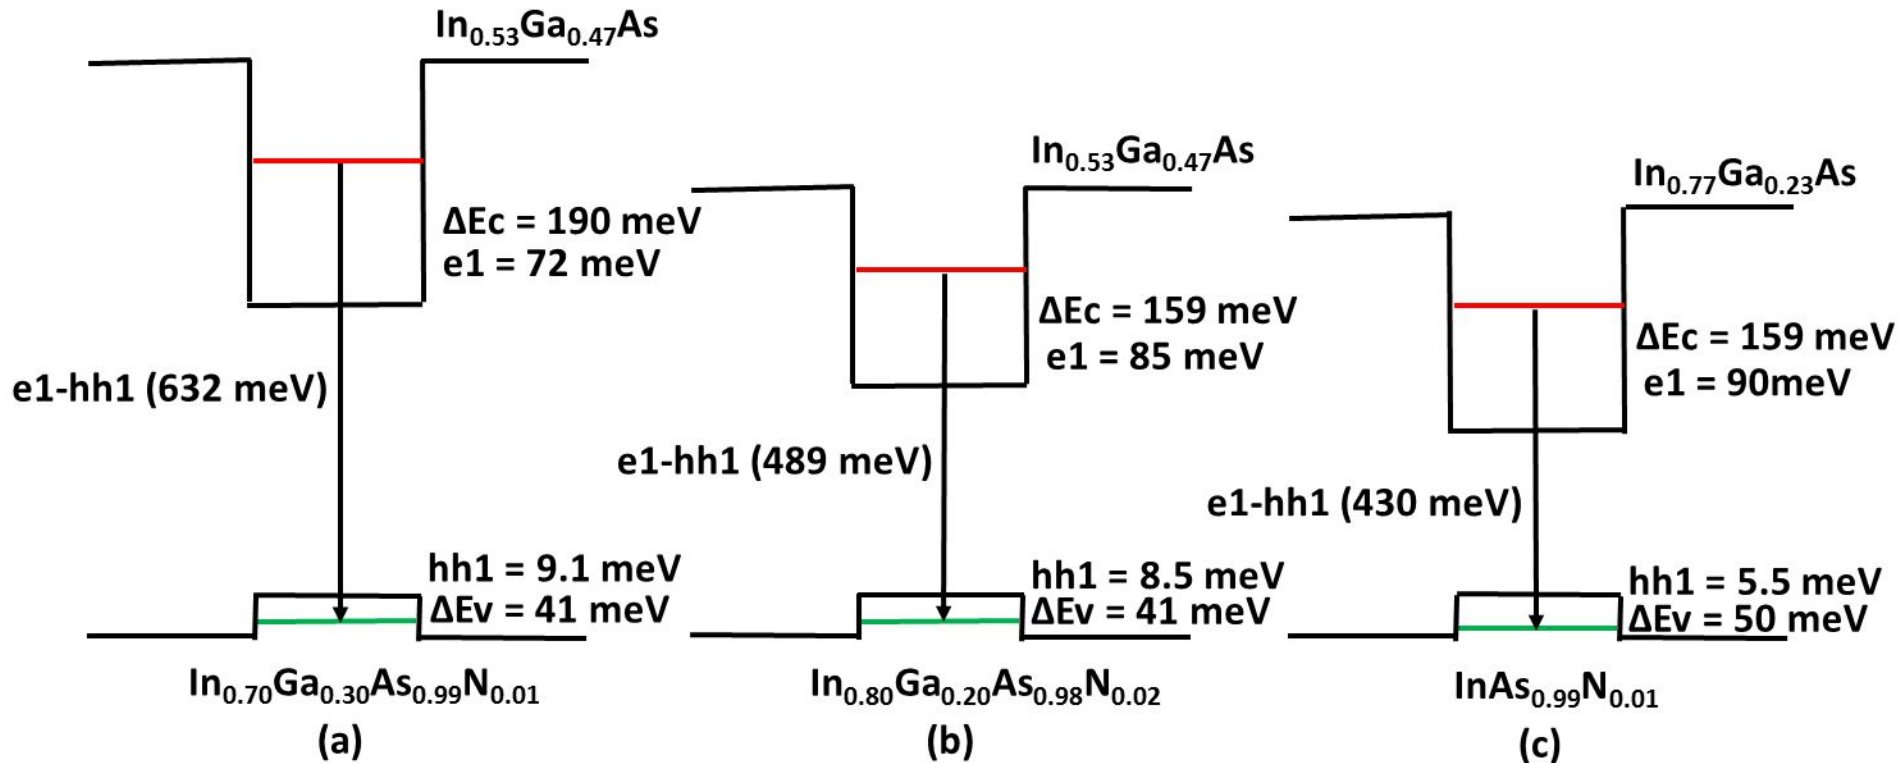 In₀.₅₃Ga₀.₄₇As
ΔEc = 190 meV
e1 = 72 meV
e1-hh1 (632 meV)
hh1 = 9.1 meV
ΔEv = 41 meV
In₀.₇₀Ga₀.₃₀As₀.₉₉N₀.₀₁
(a)
In₀.₅₃Ga₀.₄₇As
ΔEc = 159 meV
e1 = 85 meV
e1-hh1 (489 meV)
hh1 = 8.5 meV
ΔEv = 41 meV
In₀.₈₀Ga₀.₂₀As₀.₉₈N₀.₀₂
(b)
In₀.₇₇Ga₀.₂₃As
ΔEc = 159 meV
e1 = 90meV
e1-hh1 (430 meV)
hh1 = 5.5 meV
ΔEv = 50 meV
InAs₀.₉₉N₀.₀₁
(c)